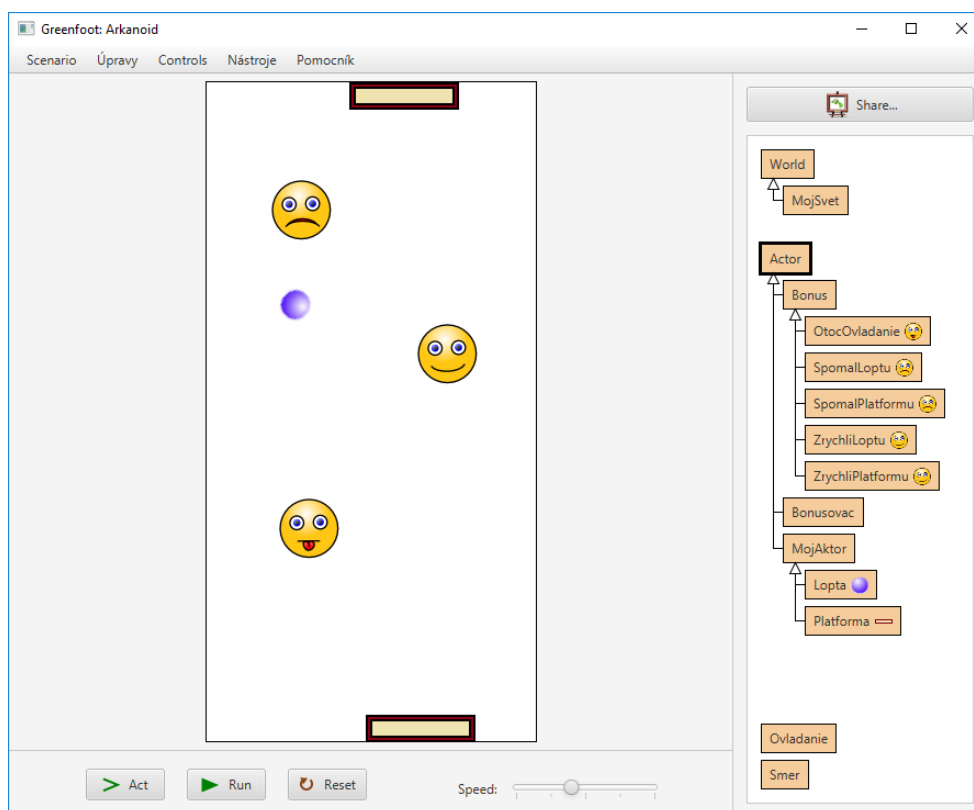 Greenfoot: Arkanoid
Scenario Úpravy Controls Nástroje Pomocník
Share...
World
MojSvet
Actor
Bonus
OtocOvladanie
SpomalLoptu
SpomalPlatformu
ZrychliLoptu
ZrychliPlatformu
Bonusovac
MojAktor
Lopta
Platforma
Ovladanie
Smer
Act Run Reset Speed: